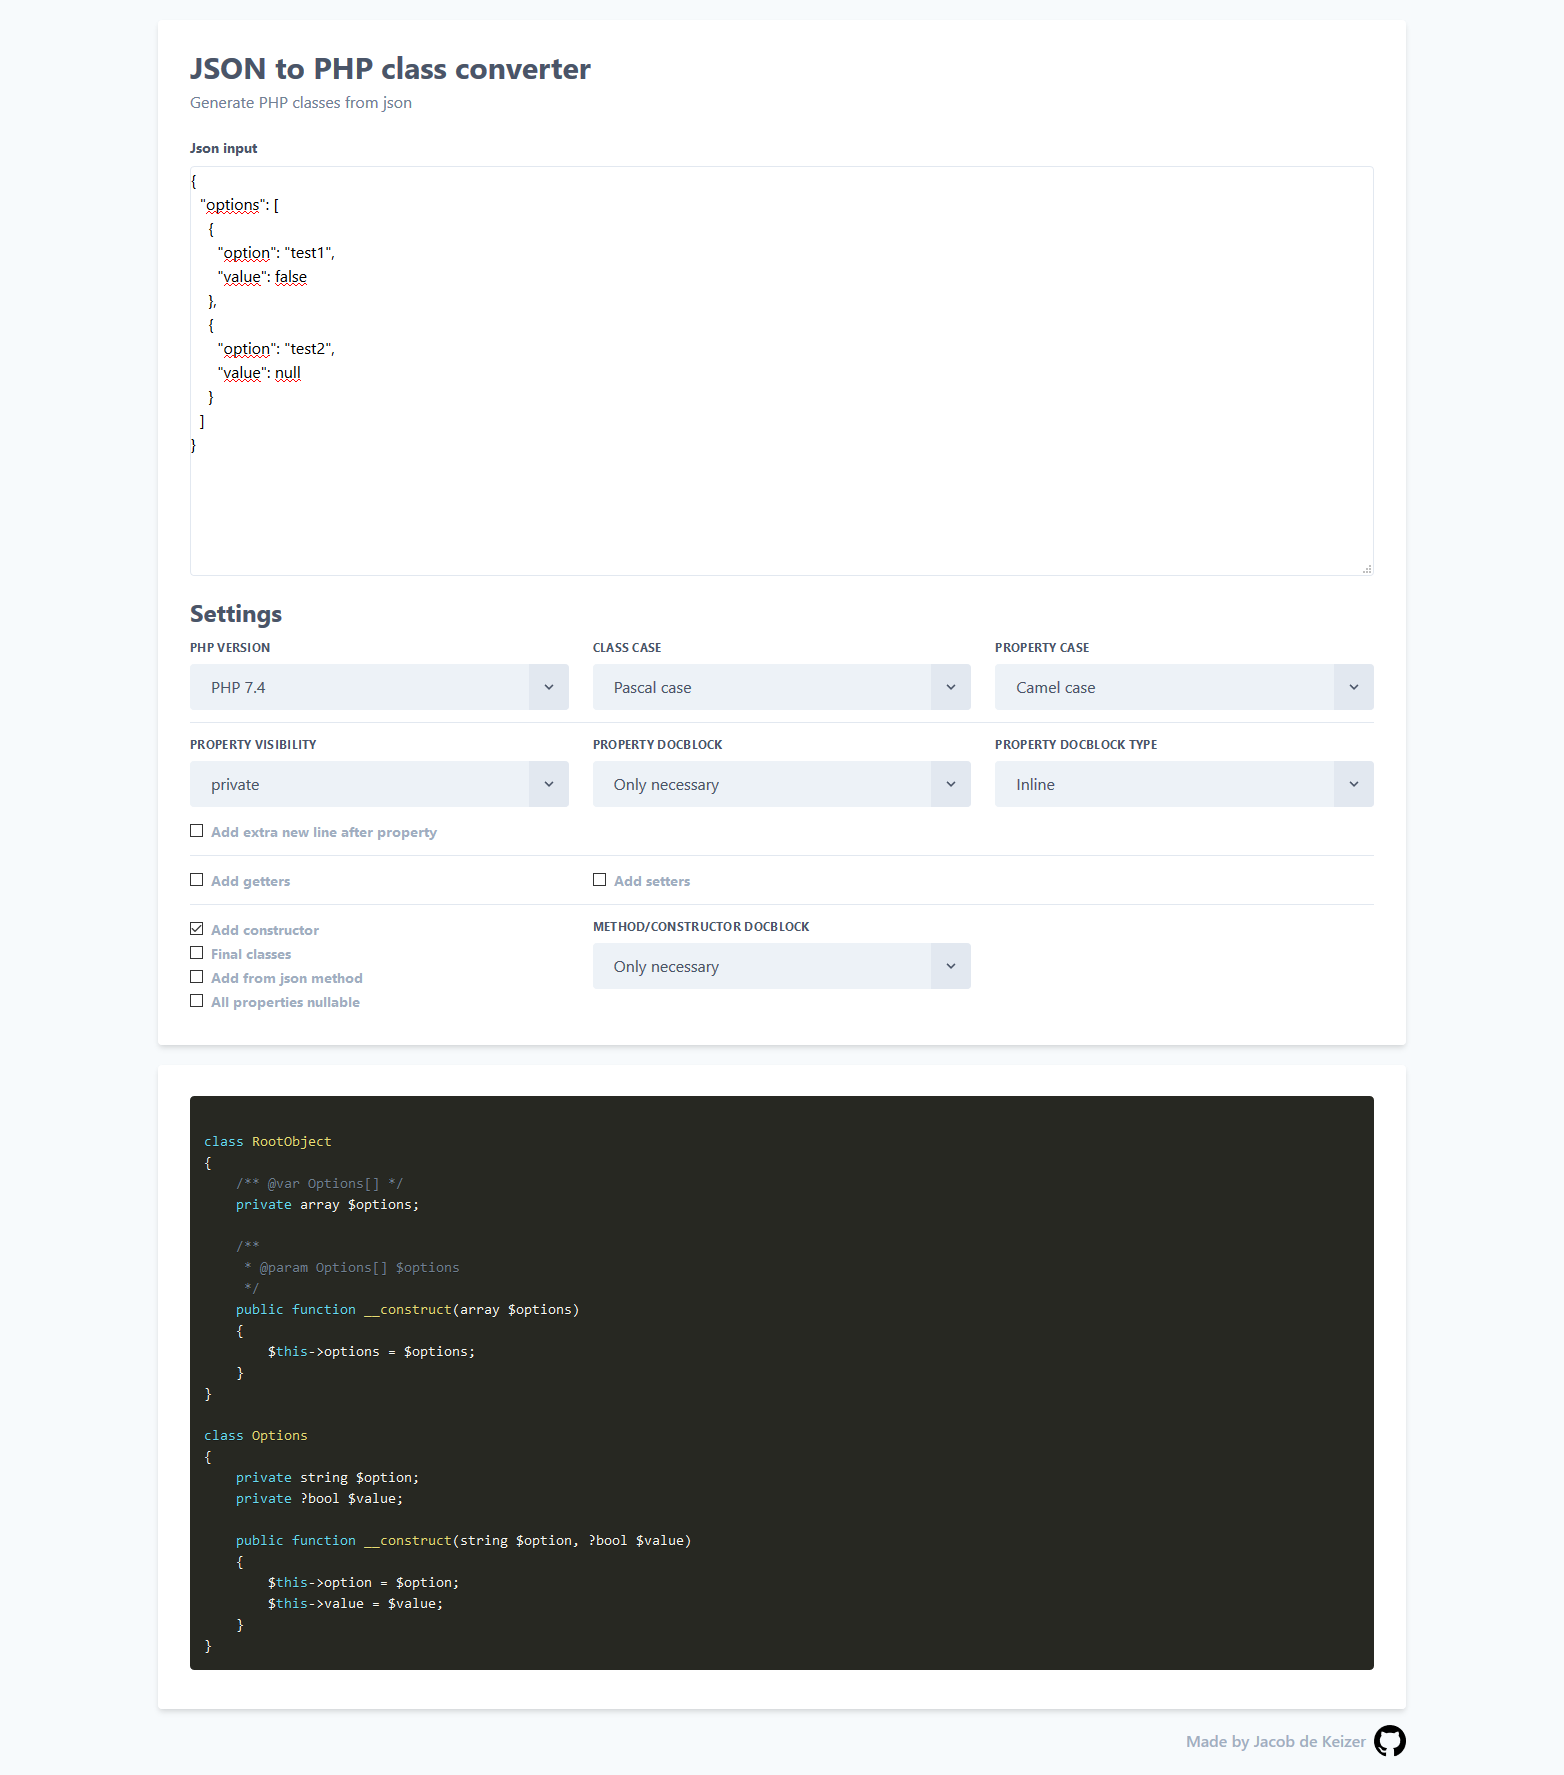 JSON to PHP class converter
Generate PHP classes from json
Json input
{
"options": [
{
"option": "test1",
"value": false
},
{
"option": "test2",
"value": null
}
]
}
Settings
PHP VERSION CLASS CASE PROPERTY CASE
PHP 7.4 Pascal case Camel case
PROPERTY VISIBILITY PROPERTY DOCBLOCK PROPERTY DOCBLOCK TYPE
private Only necessary Inline
Add extra new line after property
Add getters Add setters
Add constructor METHOD/CONSTRUCTOR DOCBLOCK
Final classes Only necessary
Add from json method
All properties nullable
class RootObject
{
/** @var Options[] */
private array $options;
/**
* @param Options[] $options
*/
public function __construct(array $options)
{
$this->options = $options;
}
}
class Options
{
private string $option;
private ?bool $value;
public function __construct(string $option, ?bool $value)
{
$this->option = $option;
$this->value = $value;
}
}
Made by Jacob de Keizer